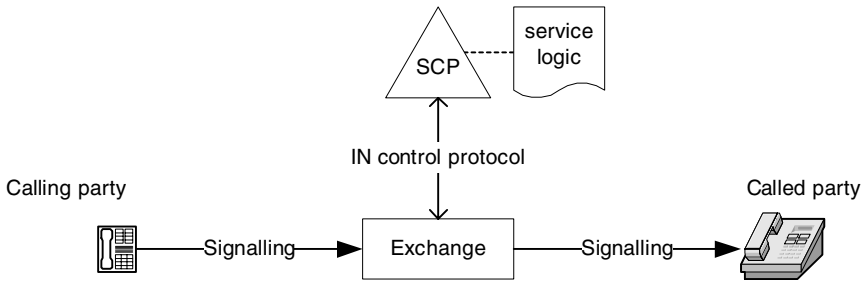 service
logic
SCP
IN control protocol
Calling party
Called party
Signalling
Exchange
Signalling